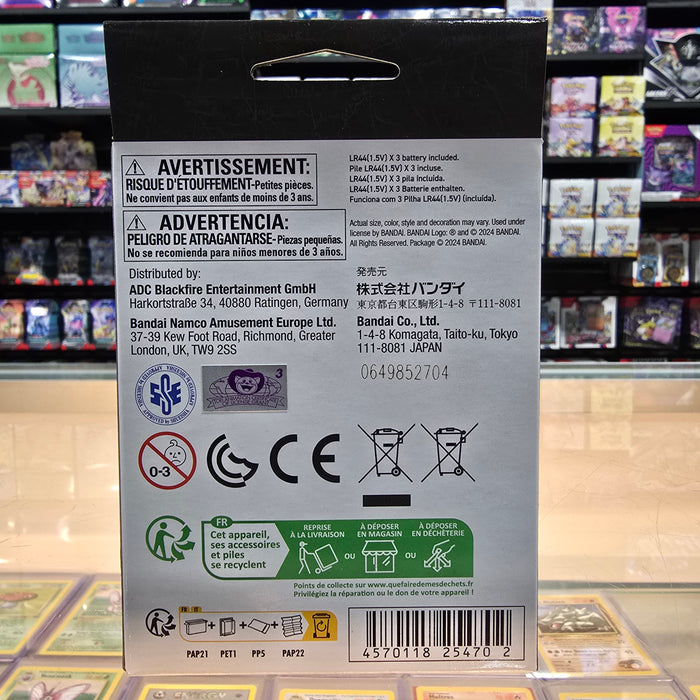 AVERTISSEMENT:
RISQUE D'ÉTOUFFEMENT-Petites pièces.
Ne convient pas aux enfants de moins de 3 ans.
ADVERTENCIA:
PELIGRO DE ATRAGANTARSE- Piezas pequeñas.
No se recomienda para niños menores de 3 años.
LR44(1.5V) X 3 battery included.
Pile LR44(1.5V) X 3 incluse.
LR44(1.5V) X 3 pila incluida.
LR44(1.5V) X 3 Batterie enthalten.
Funciona com 3 Pilha LR44(1.5V) (incluída).
Actual size, color, style and decoration may vary. Used under
license by BANDAI. BANDAI Logo: ® and © 2024 BANDAI.
All Rights Reserved. Package © 2024 BANDAI.
Distributed by:
ADC Blackfire Entertainment GmbH
Harkortstraße 34, 40880 Ratingen, Germany
Bandai Namco Amusement Europe Ltd.
37-39 Kew Foot Road, Richmond, Greater
London, UK, TW9 2SS
発売元
株式会社バンダイ
東京都台東区駒形1-4-8 〒111-8081
Bandai Co., Ltd.
1-4-8 Komagata, Taito-ku, Tokyo
111-8081 JAPAN
0649852704
3
0-3
CE
FR
Cet appareil,
ses accessoires
et piles
se recyclent
REPRISE
À LA LIVRAISON
OU
À DÉPOSER
EN MAGASIN
OU
À DÉPOSER
EN DÉCHÈTERIE
Points de collecte sur www.quefairedemesdechets.fr
Privilégiez la réparation ou le don de votre appareil !
FR IT
PAP21 PET1 PP5 PAP22
4570118 25470 2